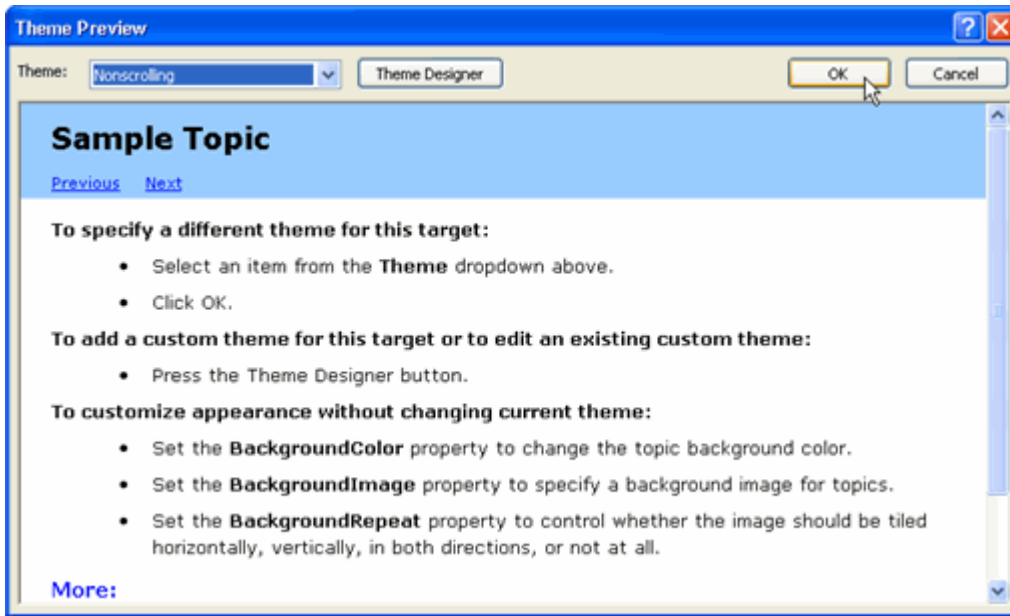 Theme Preview
Theme: Nonscrolling Theme Designer OK Cancel
Sample Topic
Previous Next
To specify a different theme for this target:
• Select an item from the Theme dropdown above.
• Click OK.
To add a custom theme for this target or to edit an existing custom theme:
• Press the Theme Designer button.
To customize appearance without changing current theme:
• Set the BackgroundColor property to change the topic background color.
• Set the BackgroundImage property to specify a background image for topics.
• Set the BackgroundRepeat property to control whether the image should be tiled
horizontally, vertically, in both directions, or not at all.
More: